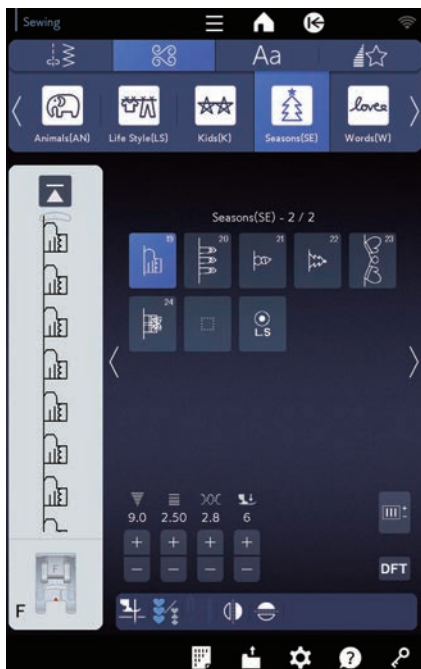 Sewing
Aa
Animals(AN) Life Style(LS) Kids(K) Seasons(SE) Words(W)
love
Seasons(SE) - 2 / 2
19 20 21 22 23
24
L.S
9.0 2.50 2.8 6
+ + + +
− − − −
DFT
F
F
?